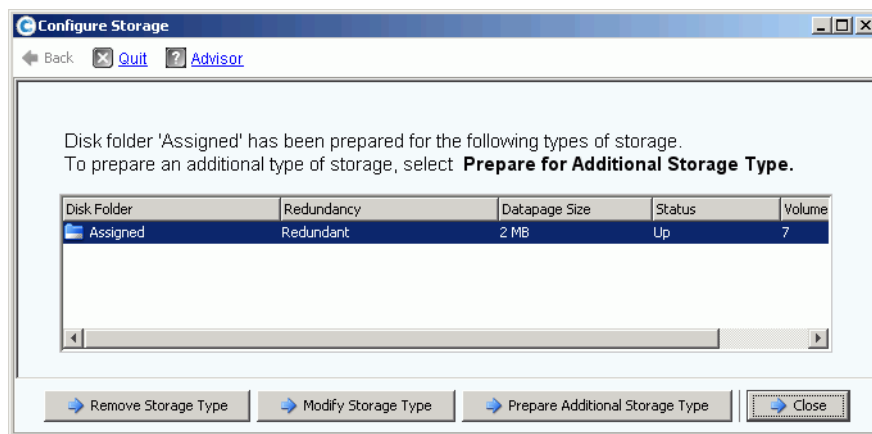 Configure Storage
Back Quit Advisor
Disk folder 'Assigned' has been prepared for the following types of storage.
To prepare an additional type of storage, select Prepare for Additional Storage Type.
Disk Folder Redundancy Datapage Size Status Volume
Assigned Redundant 2 MB Up 7
Remove Storage Type Modify Storage Type Prepare Additional Storage Type Close